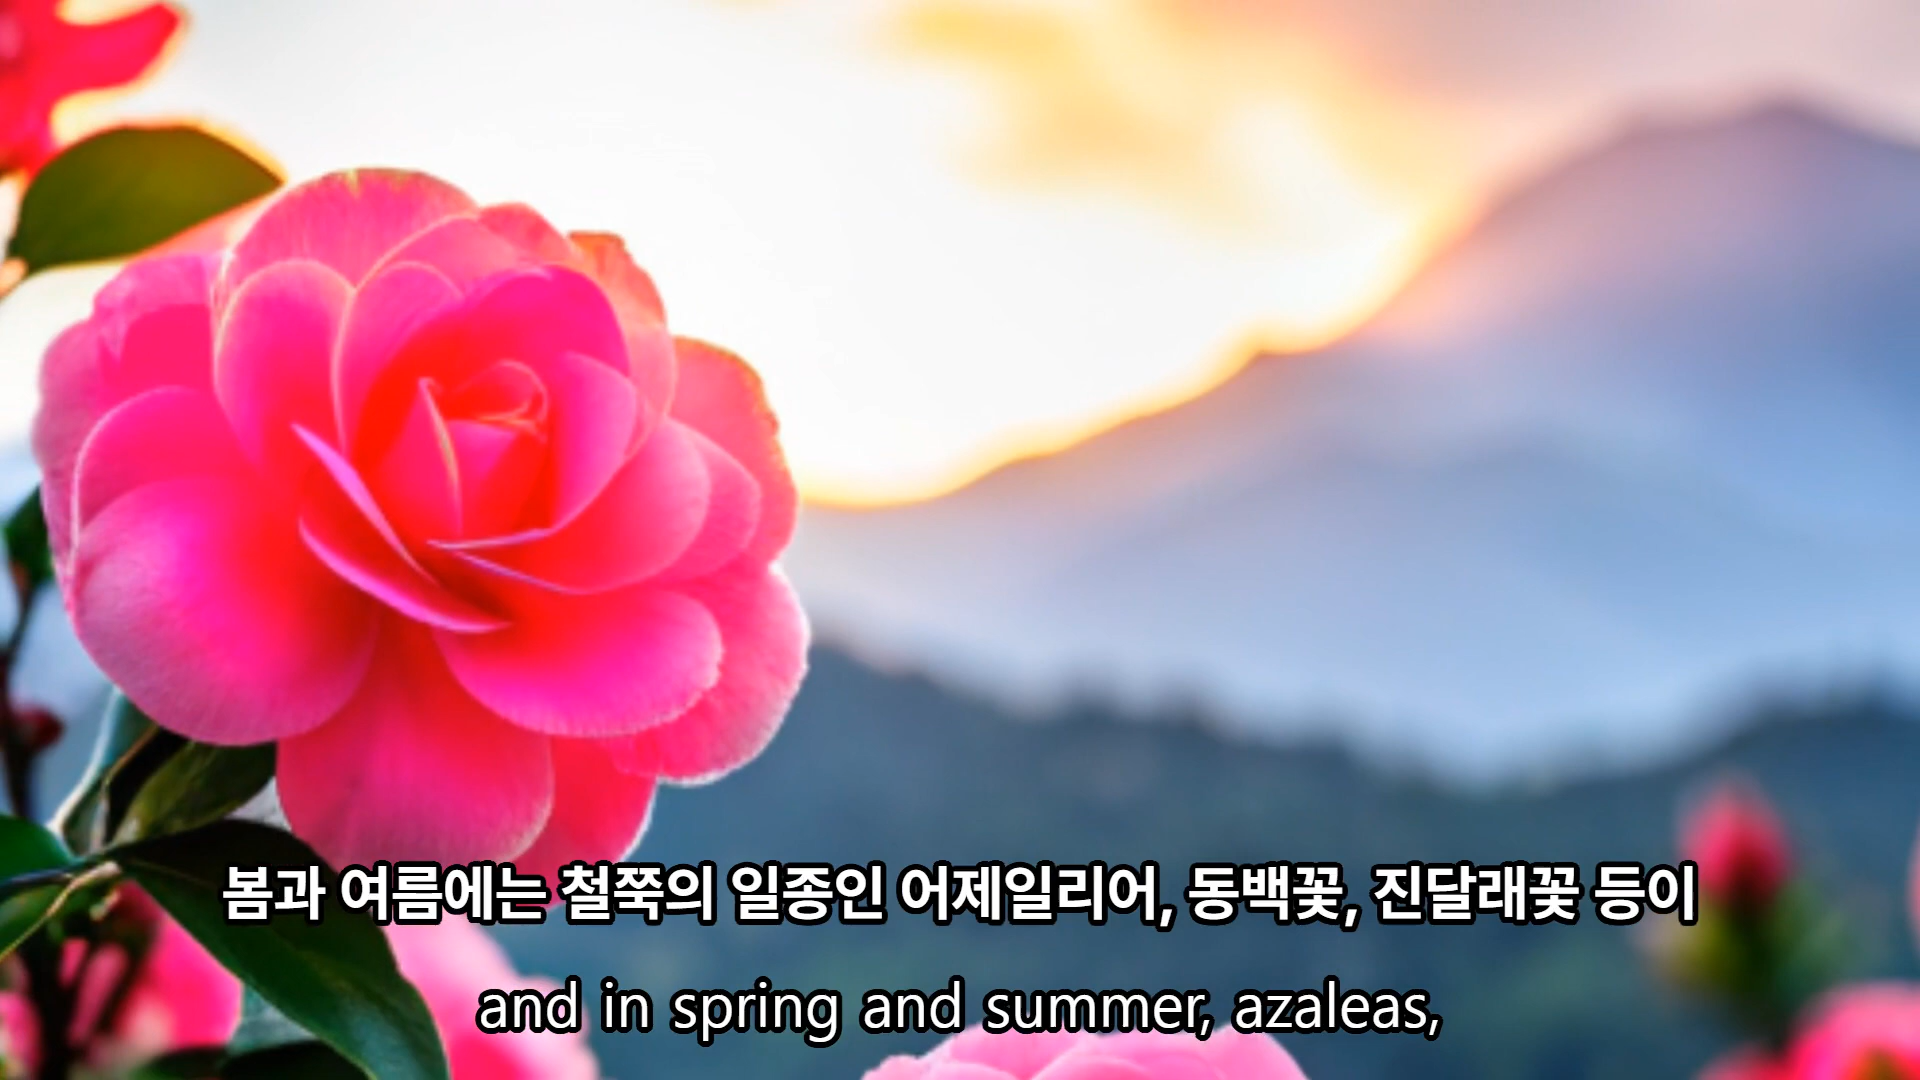 봄과 여름에는 철쭉의 일종인 어제일리어, 동백꽃, 진달래꽃 등이
and in spring and summer, azaleas,